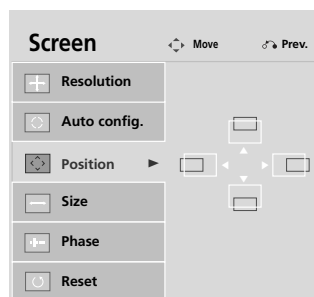 Screen Move Prev.
Resolution
Auto config.
Position
Size
Phase
Reset